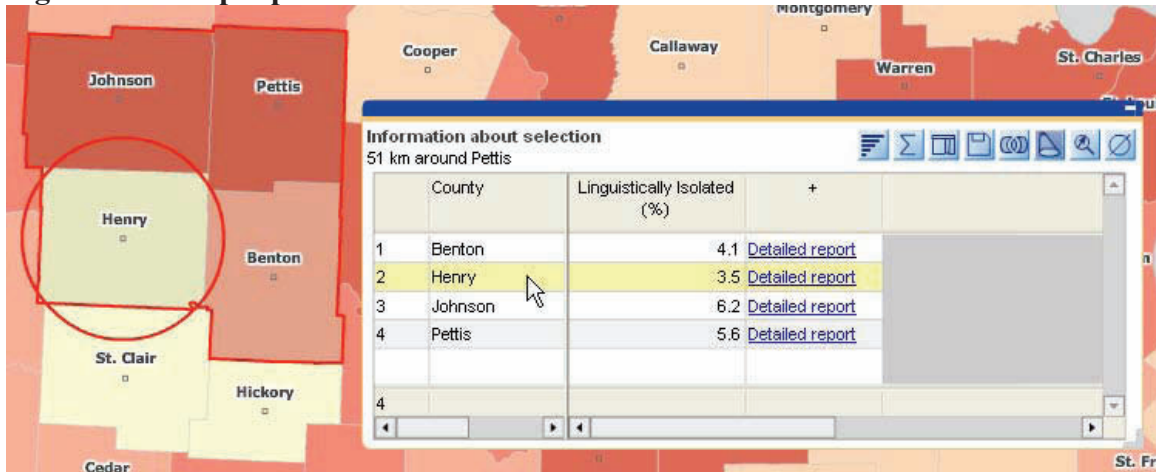 Montgomery
Cooper
Callaway
St. Charles
Warren
Johnson
Pettis
Information about selection
51 km around Pettis
County
Linguistically Isolated
(%)
+
1 Benton 4.1 Detailed report
2 Henry 3.5 Detailed report
3 Johnson 6.2 Detailed report
4 Pettis 5.6 Detailed report
4
Henry
Benton
St. Clair
Hickory
Cedar
St. Fr